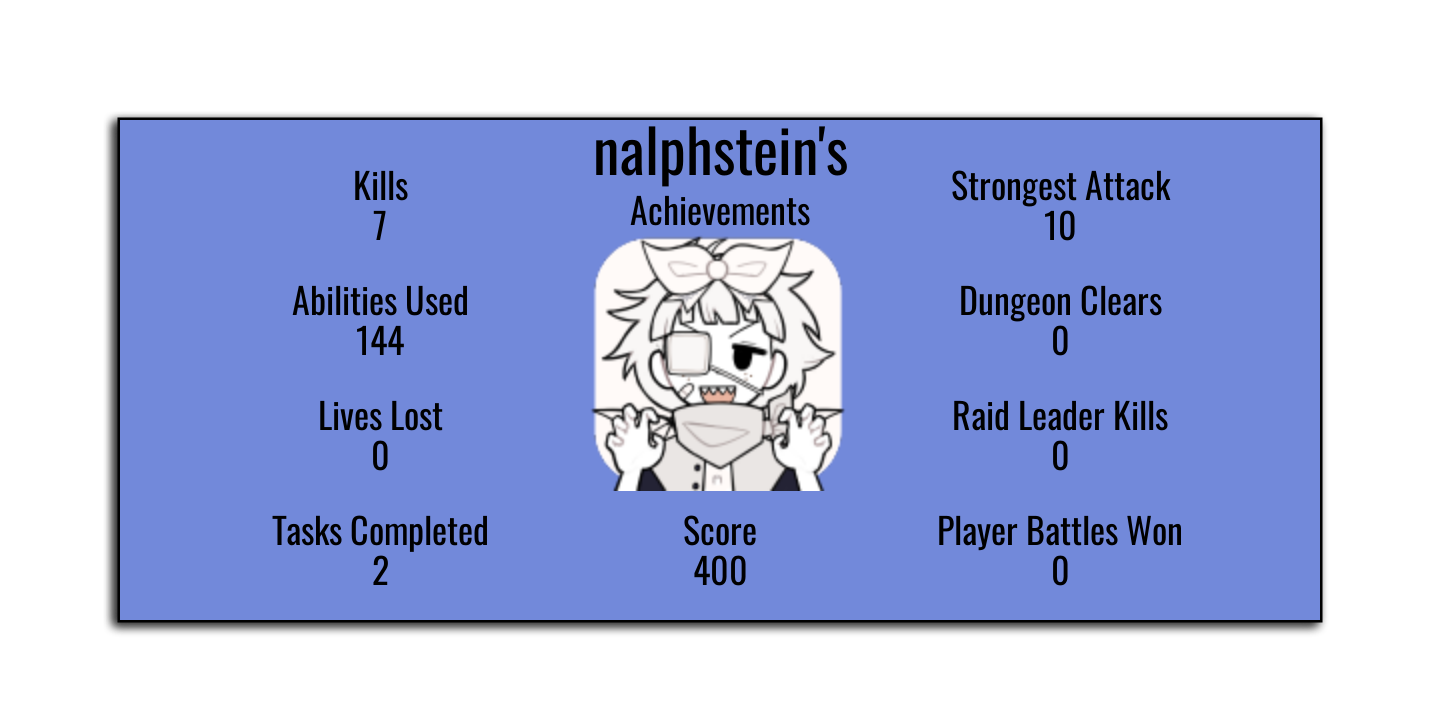 nalphstein's
Achievements
Kills
7
Abilities Used
144
Lives Lost
0
Tasks Completed
2
Score
400
Strongest Attack
10
Dungeon Clears
0
Raid Leader Kills
0
Player Battles Won
0